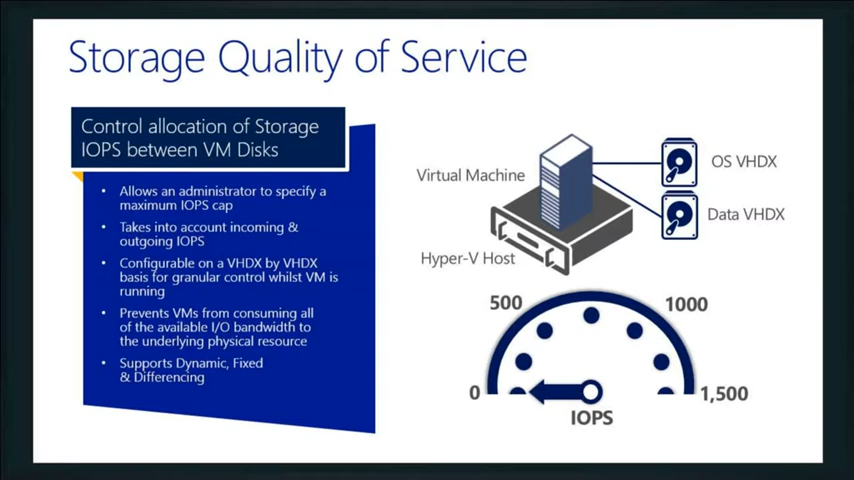 Storage Quality of Service
Control allocation of Storage
IOPS between VM Disks
• Allows an administrator to specify a
maximum IOPS cap
• Takes into account incoming &
outgoing IOPS
• Configurable on a VHDX by VHDX
basis for granular control whilst VM is
running
• Prevents VMs from consuming all
of the available I/O bandwidth to
the underlying physical resource
• Supports Dynamic, Fixed
& Differencing
Virtual Machine
OS VHDX
Data VHDX
Hyper-V Host
500
1000
0
1,500
IOPS